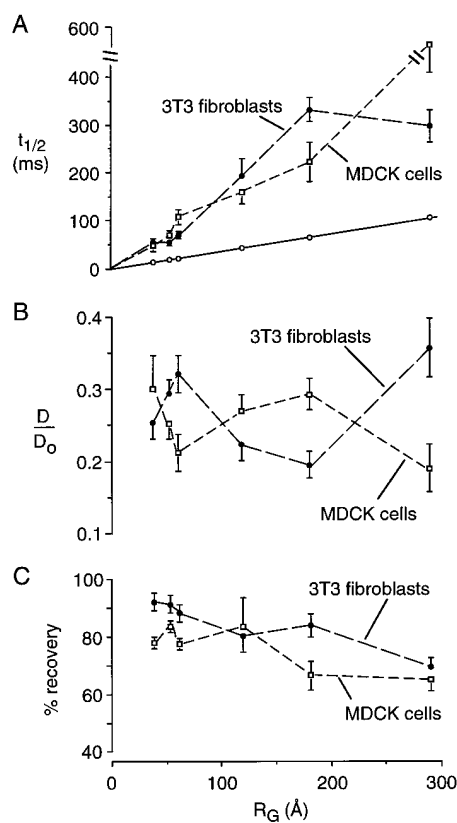 A
600
400
300
200
100
0
t1/2
(ms)
3T3 fibroblasts
MDCK cells
B
0.4
0.3
0.2
0.1
D
Do
3T3 fibroblasts
MDCK cells
C
100
80
60
40
% recovery
3T3 fibroblasts
MDCK cells
0 100 200 300
RG (Å)